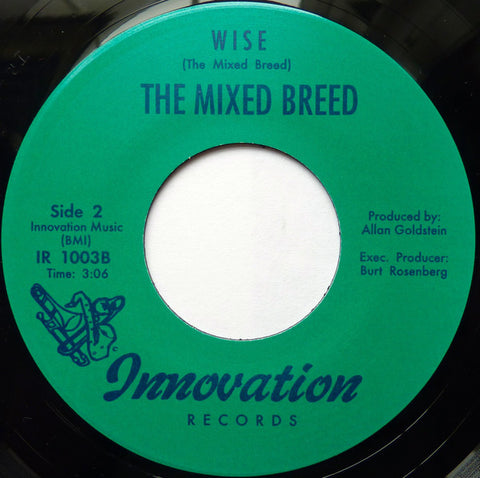 WISE
(The Mixed Breed)
THE MIXED BREED
Side 2
Innovation Music
(BMI)
IR 1003B
Time: 3:06
Produced by:
Allan Goldstein
Exec. Producer:
Burt Rosenberg
Innovation
RECORDS